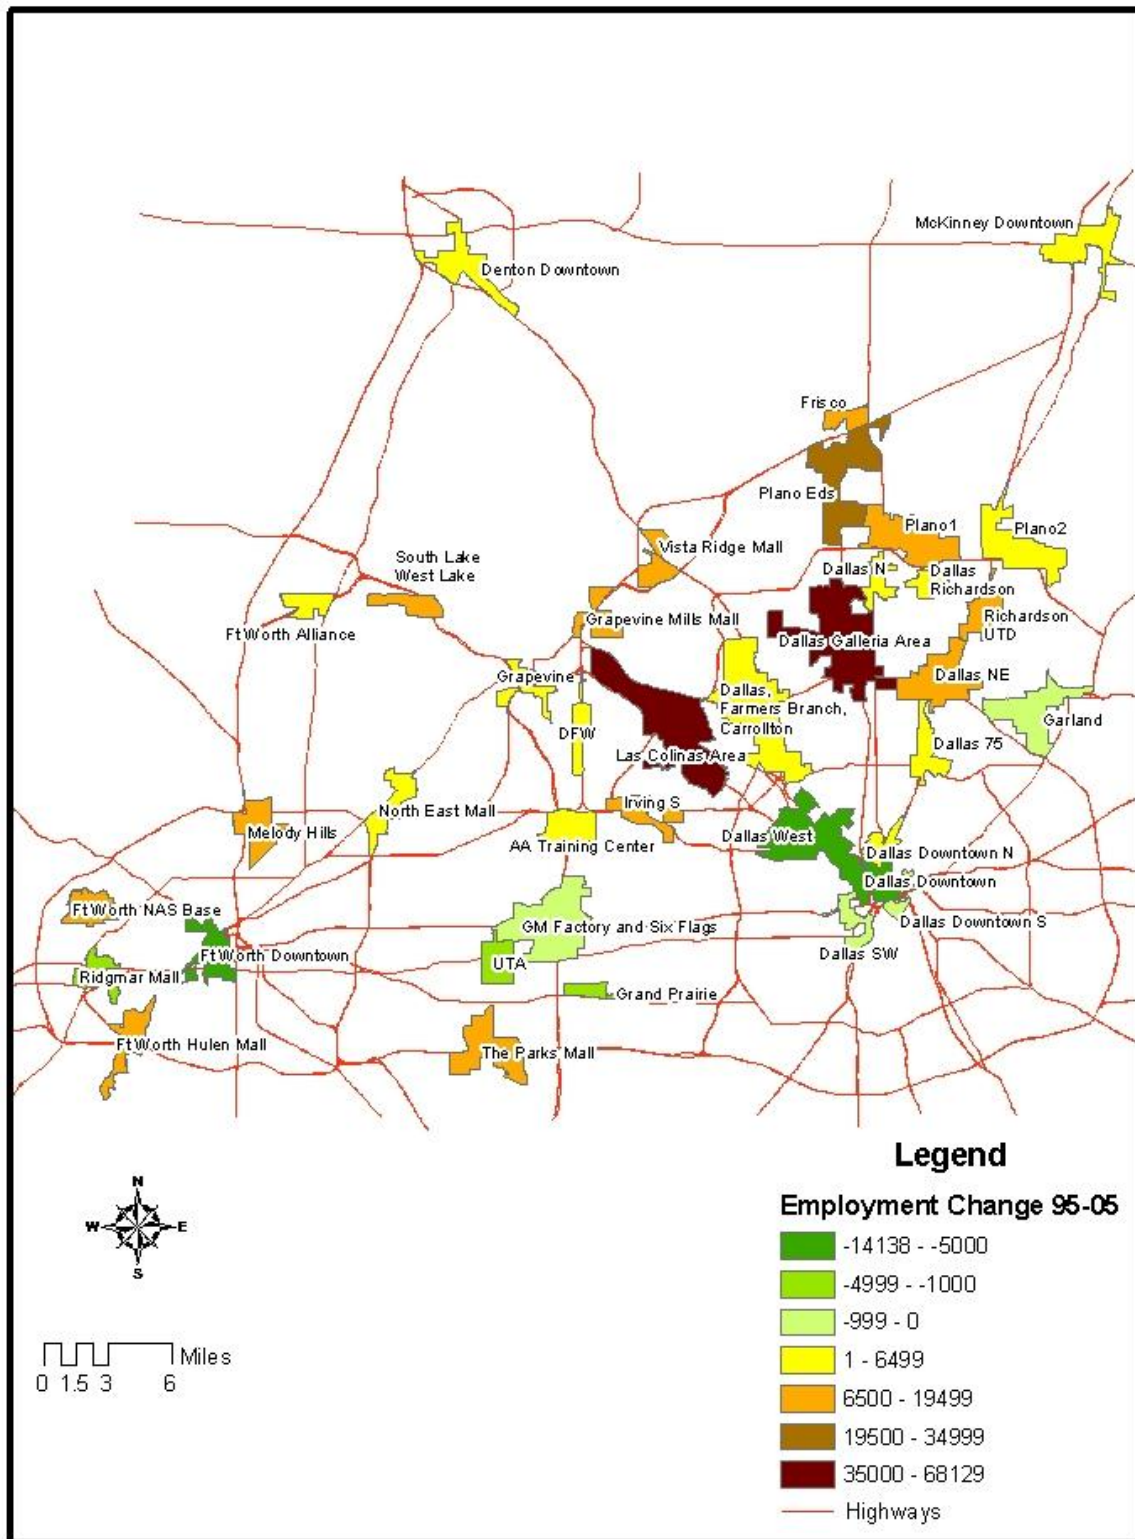 McKinney Downtown
Denton Downtown
Frisco
Plano Eds
Plano1
Plano2
Vista Ridge Mall
South Lake
West Lake
Dallas N
Dallas
Richardson
Ft Worth Alliance
Grapevine Mills Mall
Richardson
UTD
Dallas Galleria Area
Grapevine
Dallas NE
Dallas,
Farmers Branch,
Carrollton
Garland
DFW
Dallas 75
Las Colinas Area
North East Mall
Irving S
Melody Hills
AA Training Center
Dallas West
Dallas Downtown N
Dallas Downtown
Ft Worth NAS Base
GM Factory and Six Flags
Dallas Downtown S
Ft Worth Downtown
Dallas SW
Ridgmar Mall
UTA
Grand Prairie
Ft Worth Hulen Mall
The Parks Mall
Legend
Employment Change 95-05
-14138 - -5000
-4999 - -1000
-999 - 0
1 - 6499
6500 - 19499
19500 - 34999
35000 - 68129
Highways
N
W E
S
Miles
0 1.5 3 6